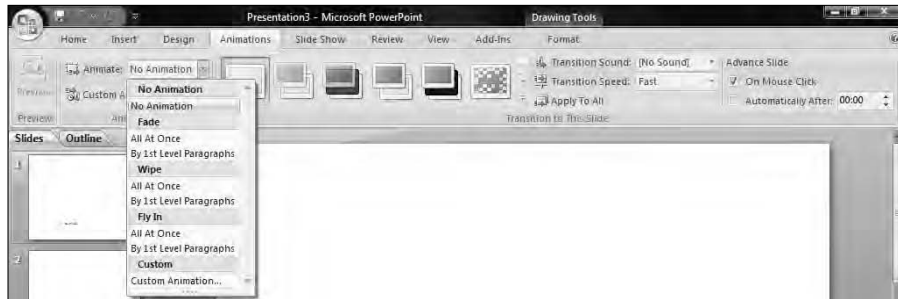 Presentation3 - Microsoft PowerPoint Drawing Tools
Home Insert Design Animations Slide Show Review View Add-Ins Format
Animate: No Animation Transition Sound: [No Sound] Advance Slide
Preview Custom A Transition Speed: Fast On Mouse Click
Apply To All Automatically After: 00:00
Preview Ani Transition to This Slide
Slides Outline
No Animation
No Animation
Fade
All At Once
By 1st Level Paragraphs
Wipe
All At Once
By 1st Level Paragraphs
Fly In
All At Once
By 1st Level Paragraphs
Custom
Custom Animation...
1
2